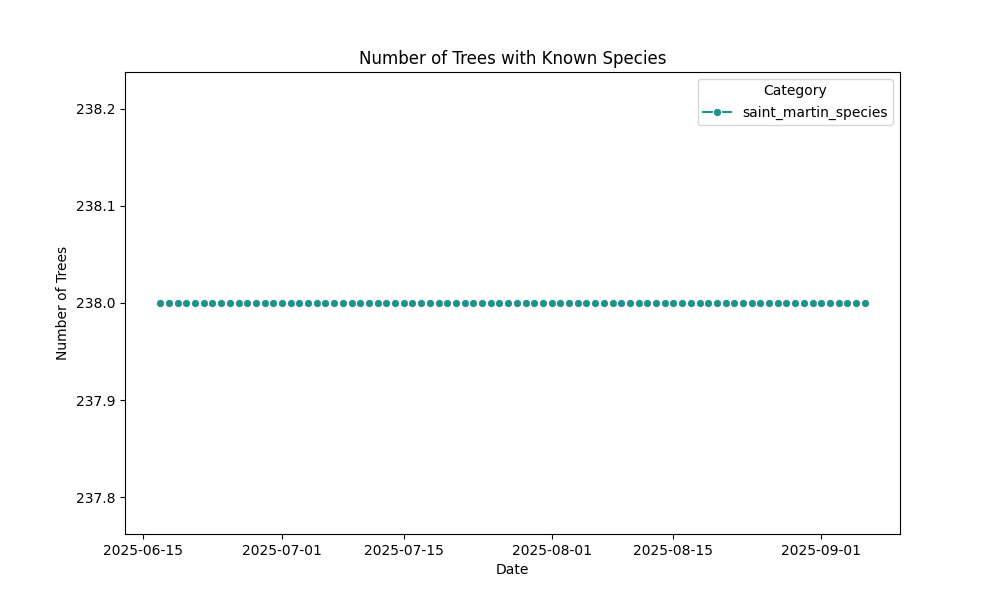 Number of Trees with Known Species
Category
saint_martin_species
238.2
238.1
238.0
237.9
237.8
Number of Trees
2025-06-15
2025-07-01
2025-07-15
2025-08-01
2025-08-15
2025-09-01
Date